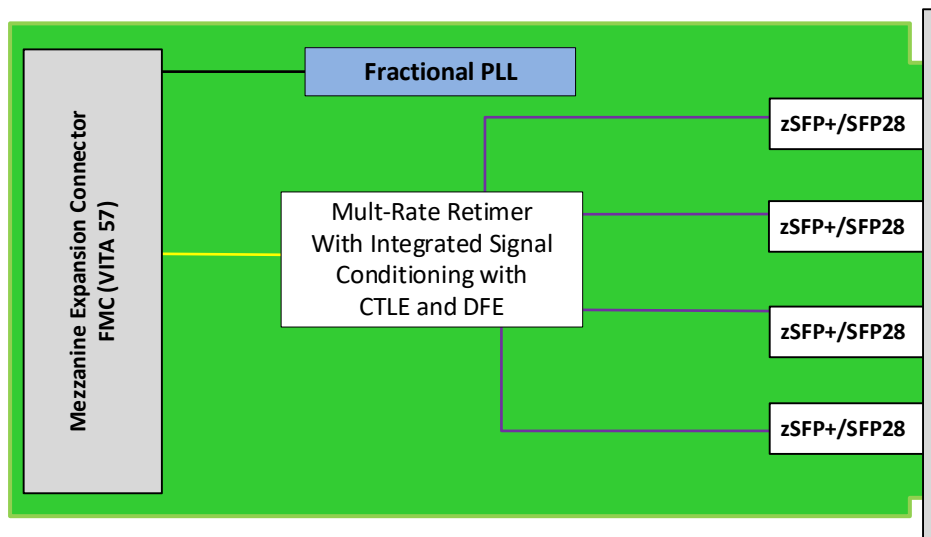 Mezzanine Expansion Connector
FMC (VITA 57)
Fractional PLL
Mult-Rate Retimer
With Integrated Signal
Conditioning with
CTLE and DFE
zSFP+/SFP28
zSFP+/SFP28
zSFP+/SFP28
zSFP+/SFP28